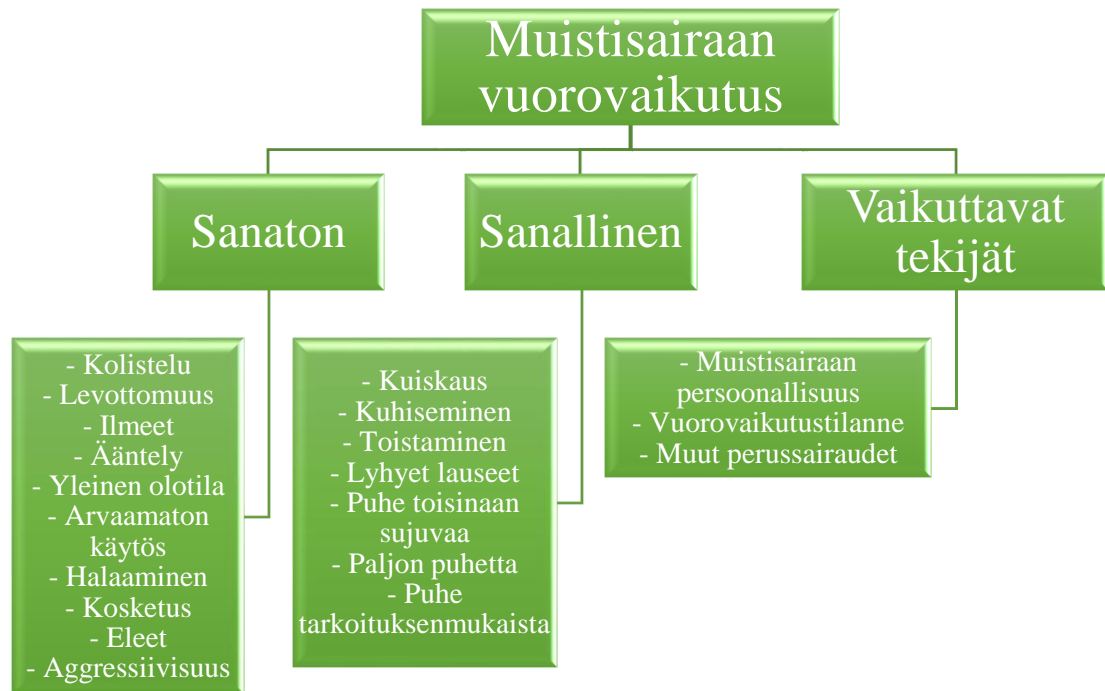 Muistisairaan
vuorovaikutus
Sanaton
Sanallinen
Vaikuttavat
tekijät
- Kolistelu
- Levottomuus
- Ilmeet
- Ääntely
- Yleinen olotila
- Arvaamaton
käytös
- Halaaminen
- Kosketus
- Eleet
- Aggressiivisuus
- Kuiskaus
- Kuhiseminen
- Toistaminen
- Lyhyet lauseet
- Puhe toisinaan
sujuvaa
- Paljon puhetta
- Puhe
tarkoituksenmukaista
- Muistisairaan
persoonallisuus
- Vuorovaikutustilanne
- Muut perussairaudet